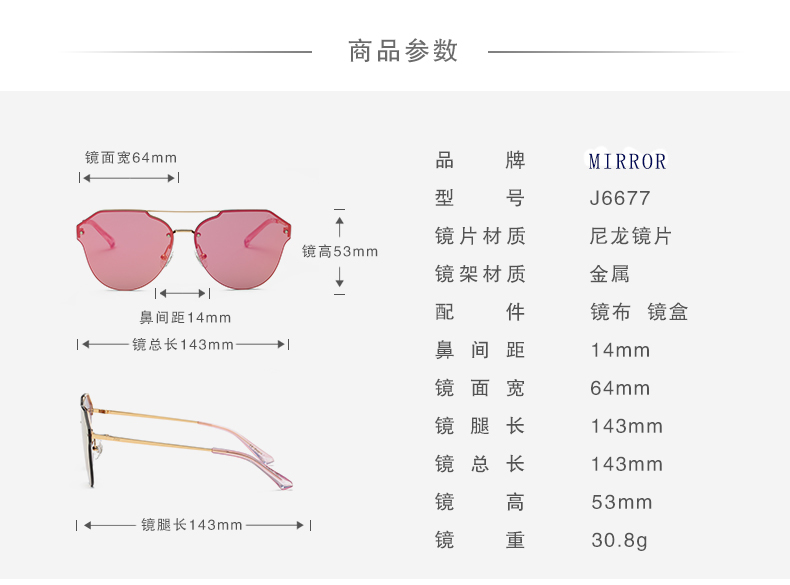 商品参数
镜面宽64mm
镜高53mm
鼻间距14mm
镜总长143mm
镜腿长143mm
品牌 MIRROR
型号 J6677
镜片材质 尼龙镜片
镜架材质 金属
配件 镜布 镜盒
鼻间距 14mm
镜面宽 64mm
镜腿长 143mm
镜总长 143mm
镜高 53mm
镜重 30.8g